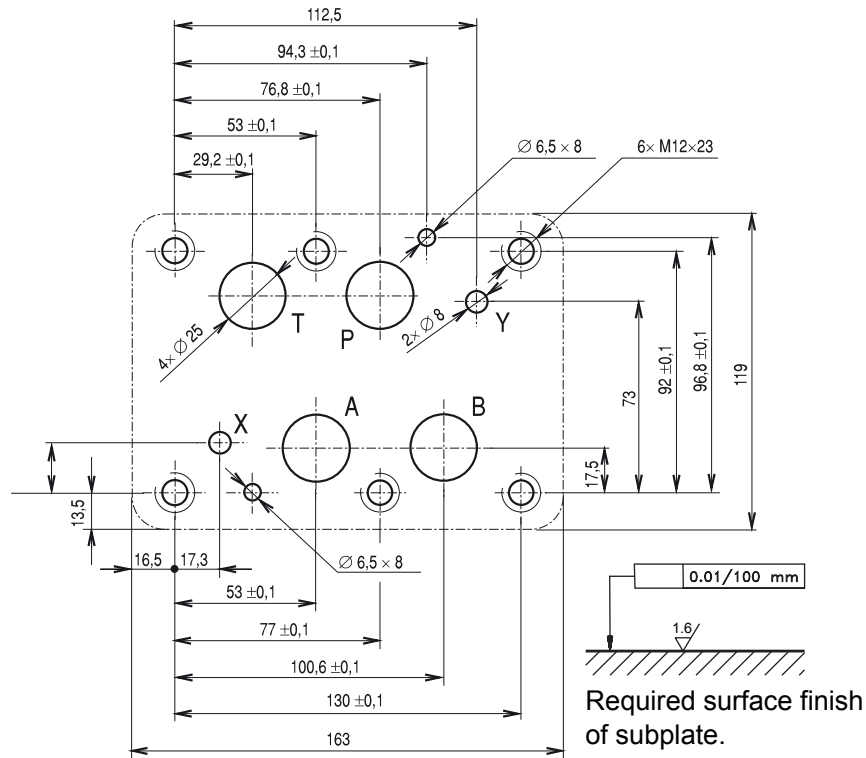 112,5
94,3 ±0,1
76,8 ±0,1
53 ±0,1
29,2 ±0,1
∅ 6,5 × 8
6× M12×23
T
P
Y
4× ∅ 25
2× ∅ 8
73
92 ±0,1
96,8 ±0,1
119
X
A
B
17,5
13,5
16,5
17,3
∅ 6,5 × 8
53 ±0,1
77 ±0,1
100,6 ±0,1
130 ±0,1
163
0.01/100 mm
1.6
Required surface finish
of subplate.